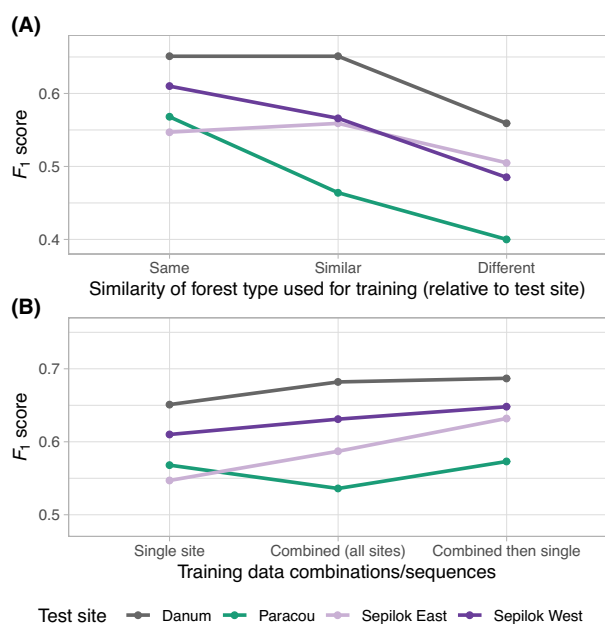 (A)
0.6
0.5
0.4
F1 score
Same Similar Different
Similarity of forest type used for training (relative to test site)
(B)
0.7
0.6
0.5
F1 score
Single site Combined (all sites) Combined then single
Training data combinations/sequences
Test site Danum Paracou Sepilok East Sepilok West